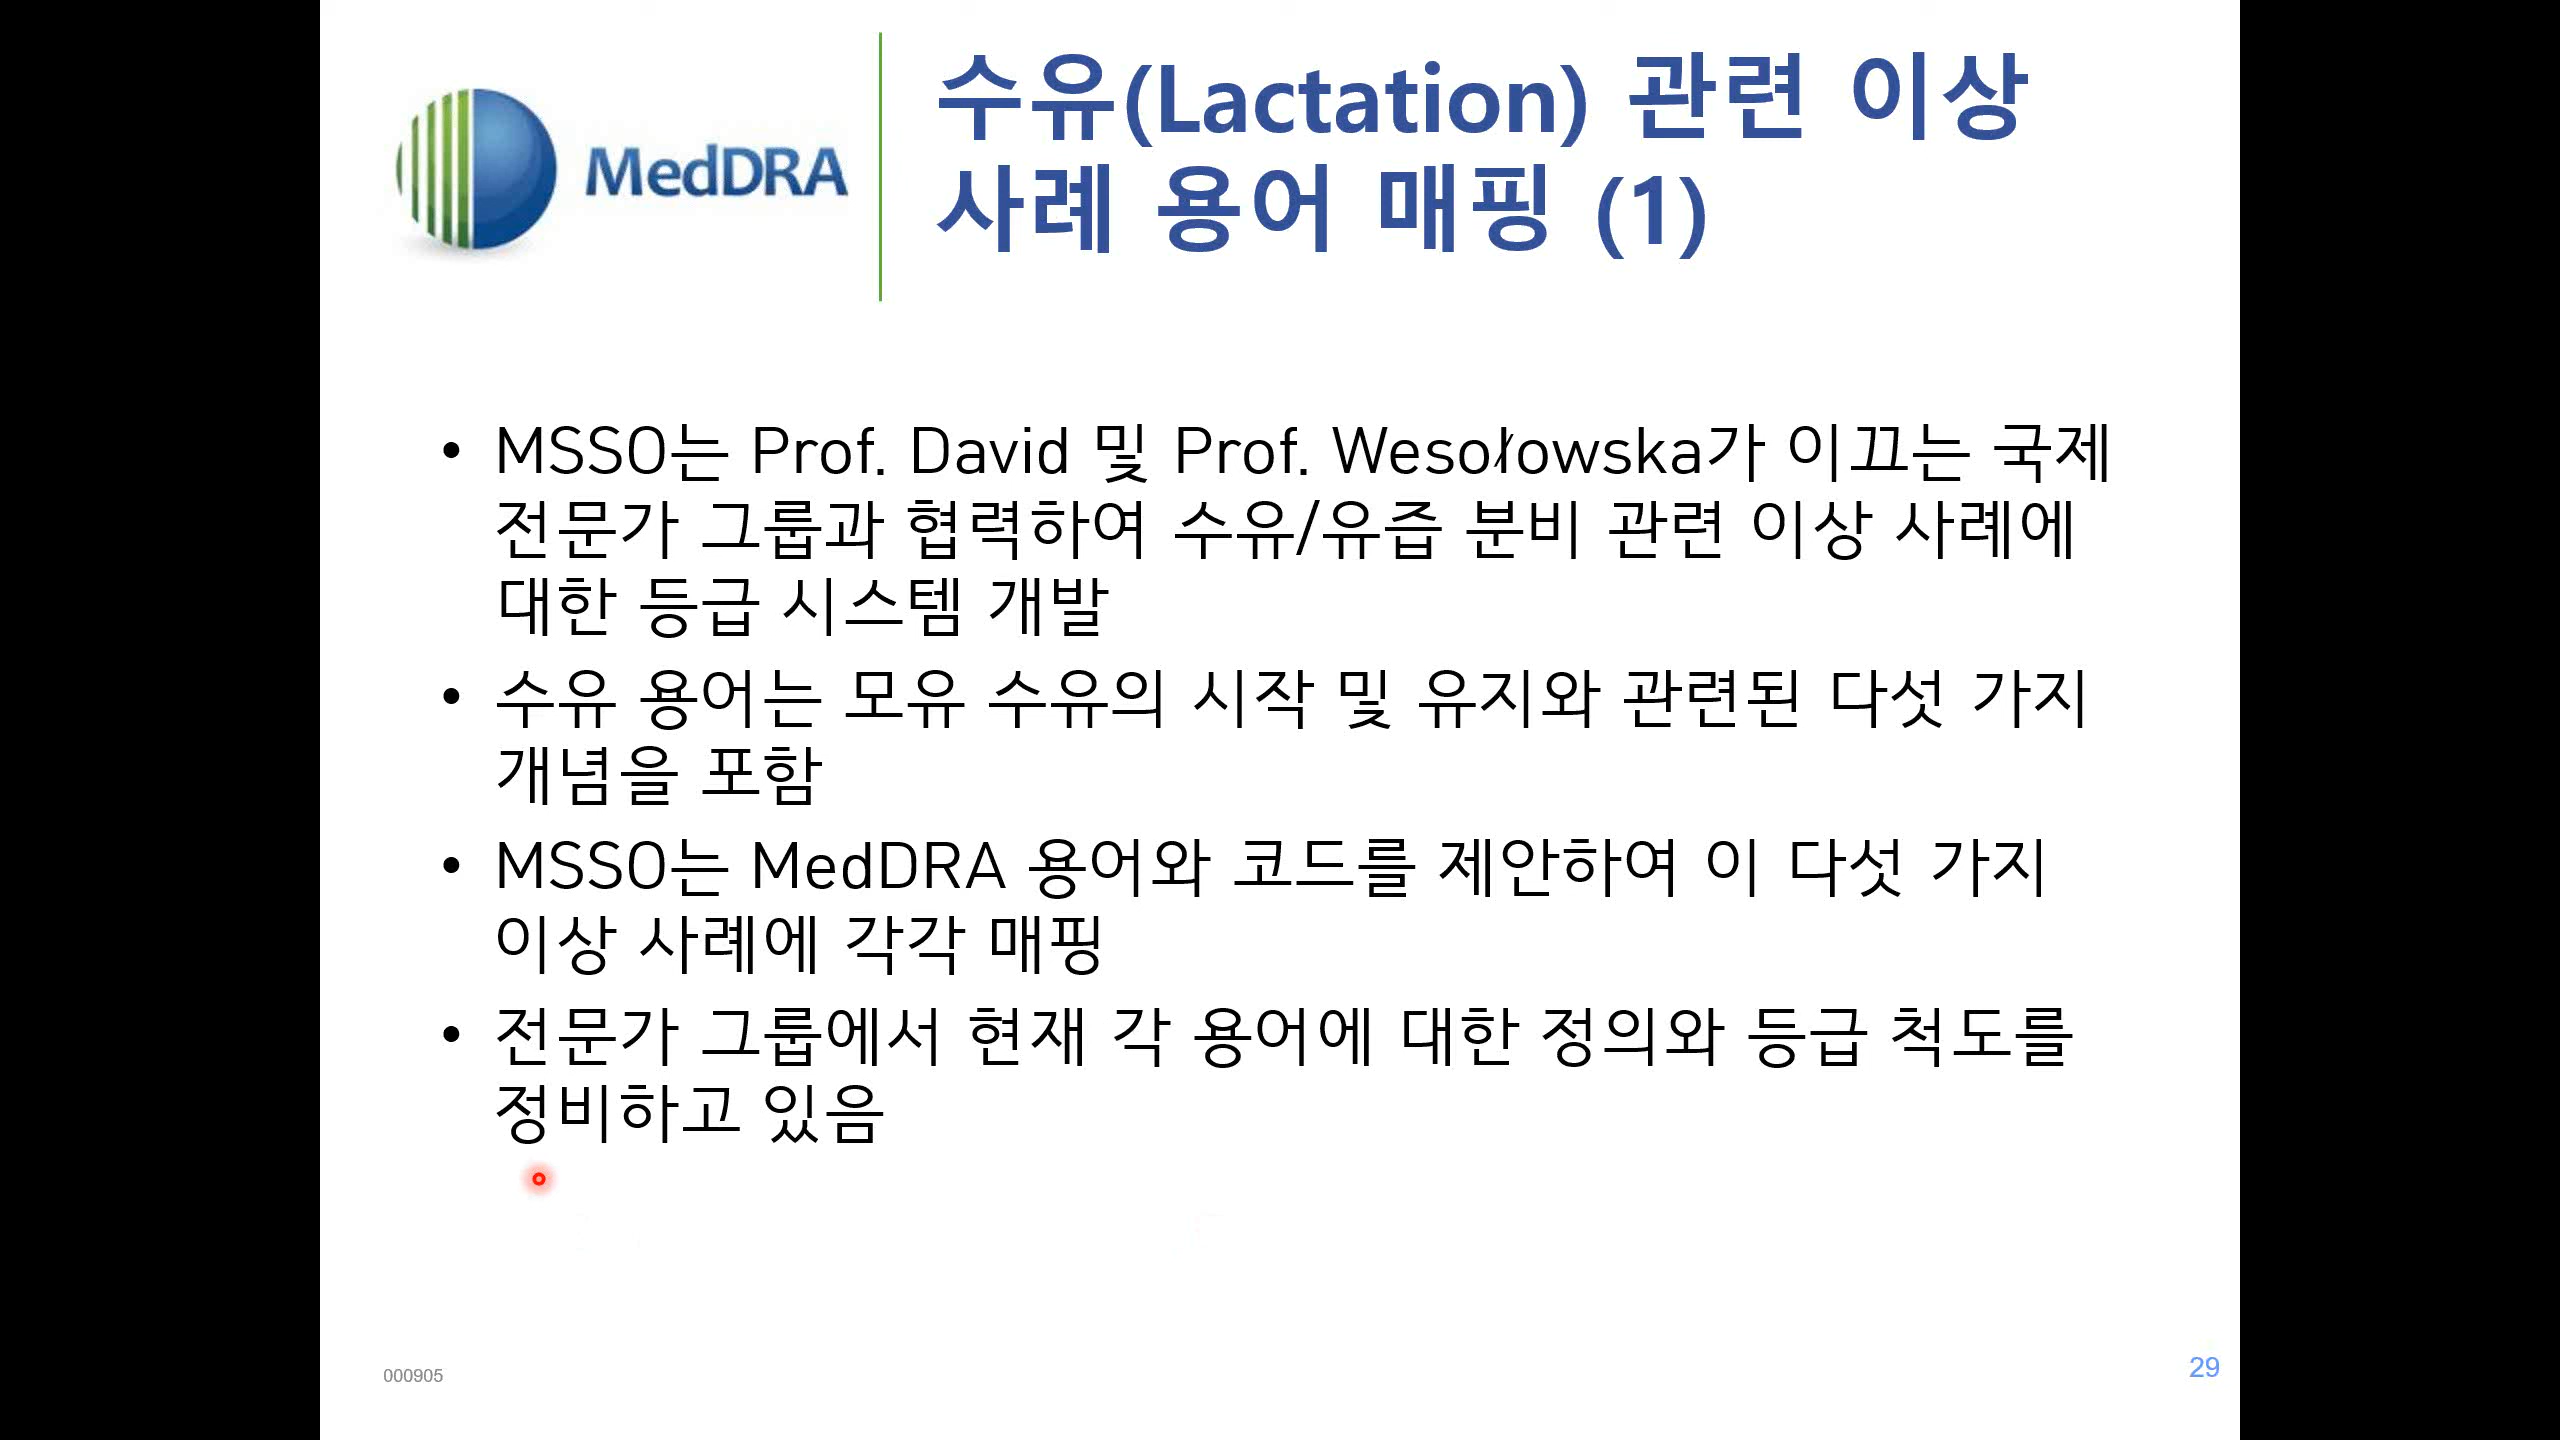 MedDRA
수유(Lactation) 관련 이상
사례 용어 매핑 (1)
• MSSO는 Prof. David 및 Prof. Wesołowska가 이끄는 국제
전문가 그룹과 협력하여 수유/유즙 분비 관련 이상 사례에
대한 등급 시스템 개발
• 수유 용어는 모유 수유의 시작 및 유지와 관련된 다섯 가지
개념을 포함
• MSSO는 MedDRA 용어와 코드를 제안하여 이 다섯 가지
이상 사례에 각각 매핑
• 전문가 그룹에서 현재 각 용어에 대한 정의와 등급 척도를
정비하고 있음
000905
29